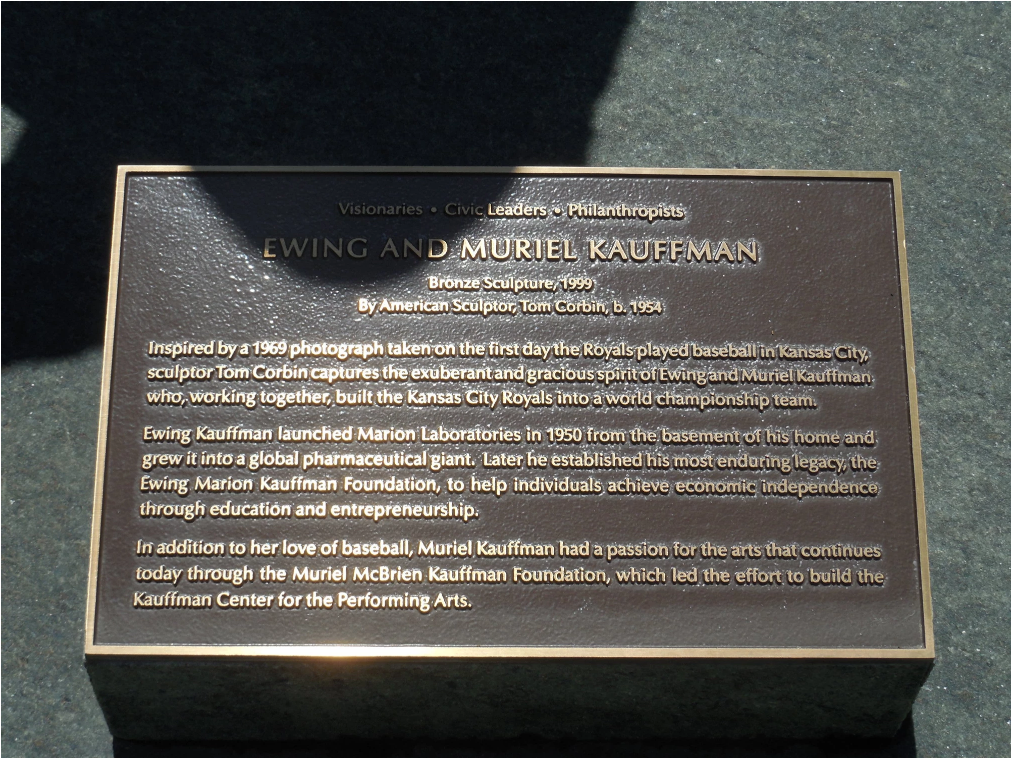 Visionaries • Civic Leaders • Philanthropists
EWING AND MURIEL KAUFFMAN
Bronze Sculpture, 1999
By American Sculptor, Tom Corbin, b. 1954
Inspired by a 1969 photograph taken on the first day the Royals played baseball in Kansas City,
sculptor Tom Corbin captures the exuberant and gracious spirit of Ewing and Muriel Kauffman
who, working together, built the Kansas City Royals into a world championship team.
Ewing Kauffman launched Marion Laboratories in 1950 from the basement of his home and
grew it into a global pharmaceutical giant. Later he established his most enduring legacy, the
Ewing Marion Kauffman Foundation, to help individuals achieve economic independence
through education and entrepreneurship.
In addition to her love of baseball, Muriel Kauffman had a passion for the arts that continues
today through the Muriel McBrien Kauffman Foundation, which led the effort to build the
Kauffman Center for the Performing Arts.